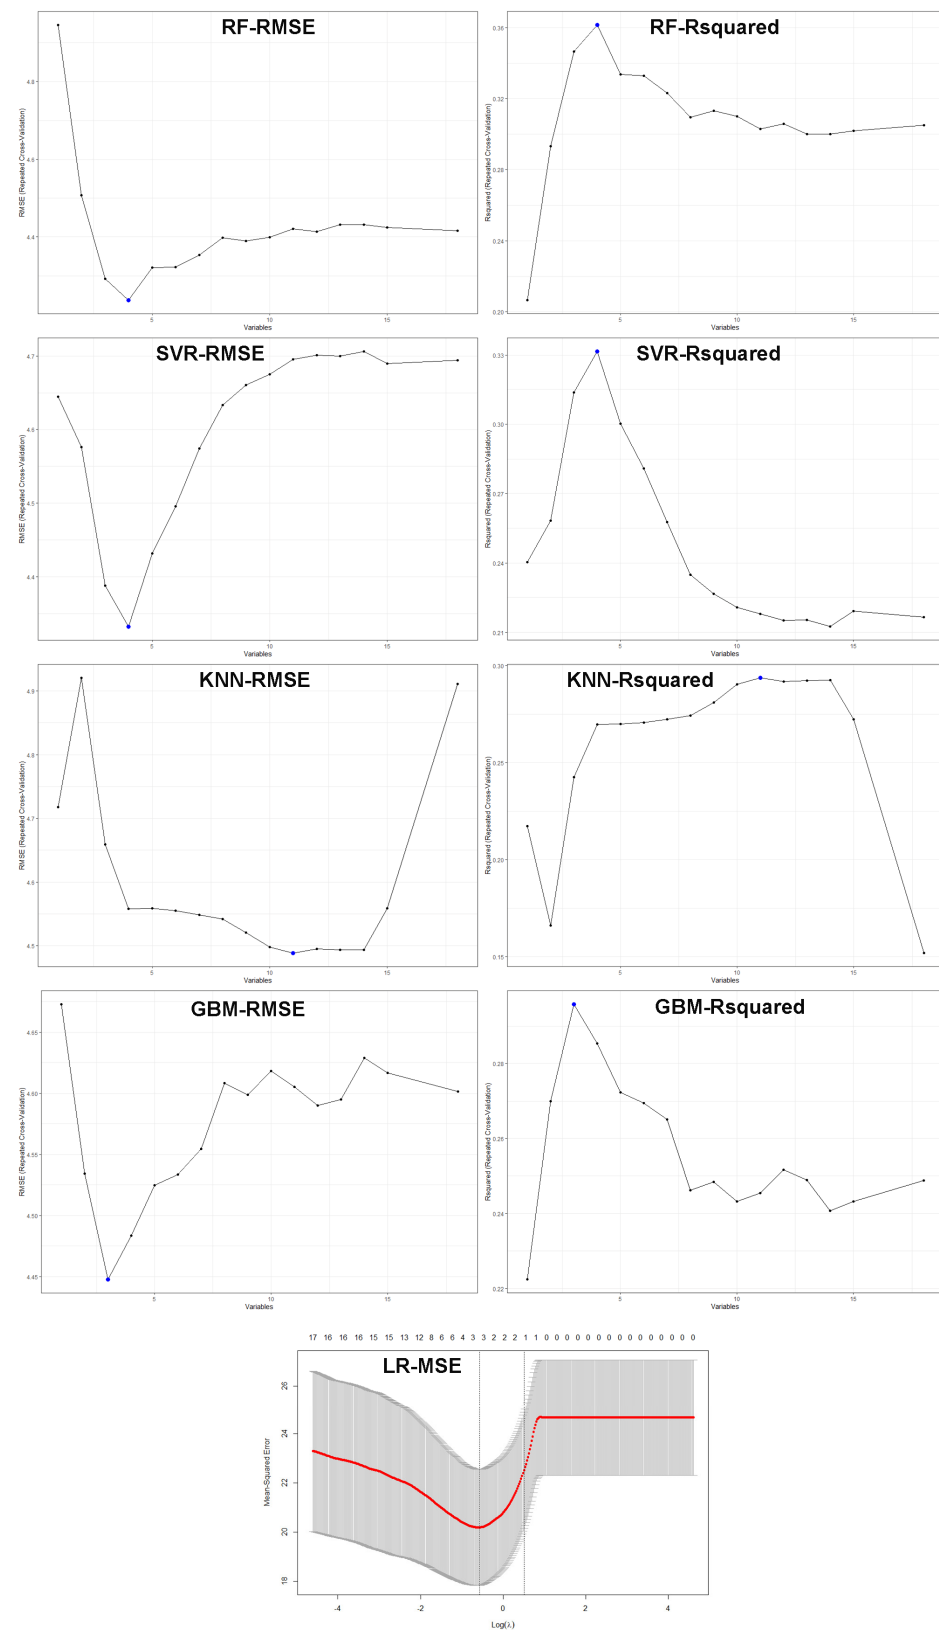 RF-RMSE
RMSE (Repeated Cross-Validation)
4.8
4.6
4.4
5 10 15
Variables
RF-Rsquared
Rsquared (Repeated Cross-Validation)
0.36
0.32
0.28
0.24
0.20
5 10 15
Variables
SVR-RMSE
RMSE (Repeated Cross-Validation)
4.7
4.6
4.5
4.4
5 10 15
Variables
SVR-Rsquared
Rsquared (Repeated Cross-Validation)
0.33
0.30
0.27
0.24
0.21
5 10 15
Variables
KNN-RMSE
RMSE (Repeated Cross-Validation)
4.9
4.8
4.7
4.6
4.5
5 10 15
Variables
KNN-Rsquared
Rsquared (Repeated Cross-Validation)
0.30
0.25
0.20
0.15
5 10 15
Variables
GBM-RMSE
RMSE (Repeated Cross-Validation)
4.65
4.60
4.55
4.50
4.45
5 10 15
Variables
GBM-Rsquared
Rsquared (Repeated Cross-Validation)
0.28
0.26
0.24
0.22
5 10 15
Variables
17 16 16 16 15 15 13 12 8 6 6 4 3 3 2 2 2 1 1 0 0 0 0 0 0 0 0 0 0 0 0 0 0 0
LR-MSE
Mean-Squared Error
26
24
22
20
18
-4 -2 0 2 4
Log(λ)